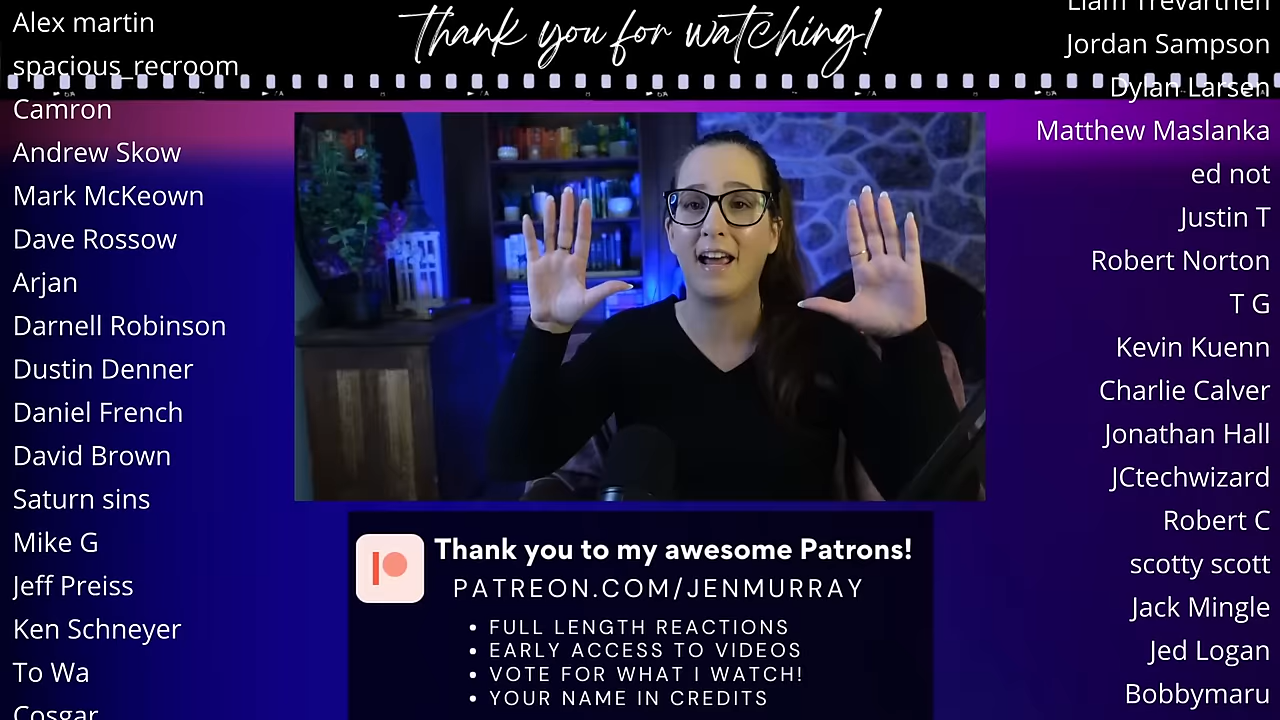 Thank you for watching!
Alex martin
spacious_recroom
Camron
Andrew Skow
Mark McKeown
Dave Rossow
Arjan
Darnell Robinson
Dustin Denner
Daniel French
David Brown
Saturn sins
Mike G
Jeff Preiss
Ken Schneyer
To Wa
Cosgar
Liam Trevarthen
Jordan Sampson
Dylan Larsen
Matthew Maslanka
ed not
Justin T
Robert Norton
T G
Kevin Kuenn
Charlie Calver
Jonathan Hall
JCtechwizard
Robert C
scotty scott
Jack Mingle
Jed Logan
Bobbymaru
Thank you to my awesome Patrons!
PATREON.COM/JENMURRAY
• FULL LENGTH REACTIONS
• EARLY ACCESS TO VIDEOS
• VOTE FOR WHAT I WATCH!
• YOUR NAME IN CREDITS